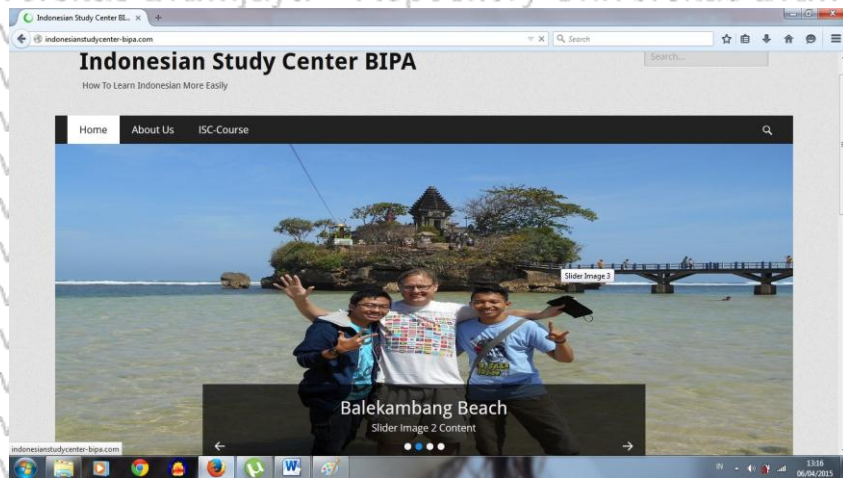 Indonesian Study Center BI...
indonesianstudycenter-bipa.com
Search
Indonesian Study Center BIPA
How To Learn Indonesian More Easily
Search...
Home About Us ISC-Course
Slider Image 3
Balekambang Beach
Slider Image 2 Content
indonesianstudycenter-bipa.com
IN
13:16
06/04/2015